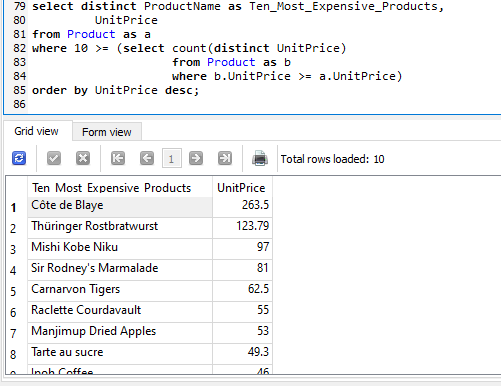 79 select distinct ProductName as Ten_Most_Expensive_Products,
80 UnitPrice
81 from Product as a
82 where 10 >= (select count(distinct UnitPrice)
83 from Product as b
84 where b.UnitPrice >= a.UnitPrice)
85 order by UnitPrice desc;
86
Grid view Form view
1 Total rows loaded: 10
Ten Most Expensive Products UnitPrice
1 Côte de Blaye 263.5
2 Thüringer Rostbratwurst 123.79
3 Mishi Kobe Niku 97
4 Sir Rodney's Marmalade 81
5 Carnarvon Tigers 62.5
6 Raclette Courdavault 55
7 Manjimup Dried Apples 53
8 Tarte au sucre 49.3
9 Ipoh Coffee 46